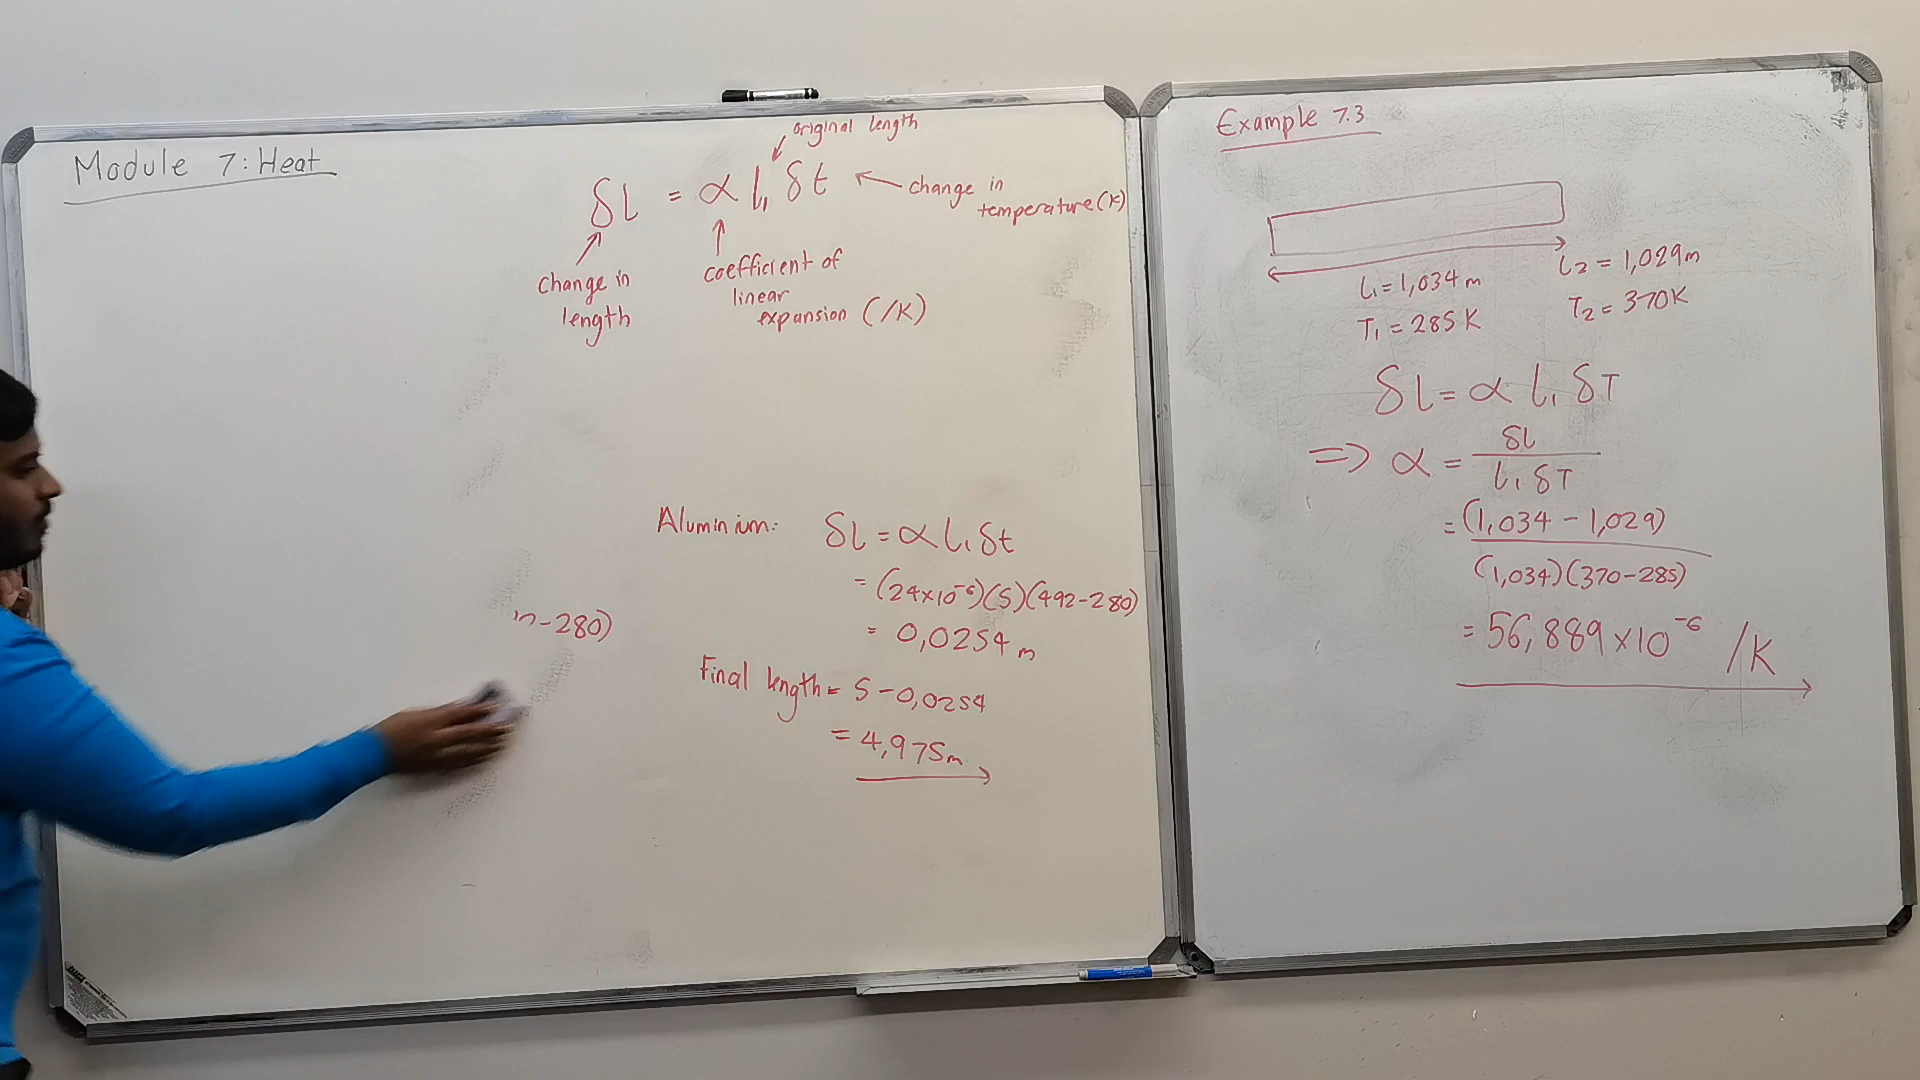 Module 7: Heat
original length
δl = α l₁ δt
change in
temperature (K)
change in
length
coefficient of
linear
expansion (/K)
-280)
Aluminium: δl = α l₁ δt
= (24×10⁻⁶)(5)(492-280)
= 0,0254 m
Final length = 5 - 0,0254
= 4,975m
Example 7.3
l₁ = 1,034 m
T₁ = 285 K
l₂ = 1,029m
T₂ = 370K
δl = α l₁ δT
=> α = δl
l₁ δT
= (1,034 - 1,029)
(1,034)(370-285)
= 56,889 × 10⁻⁶ /K